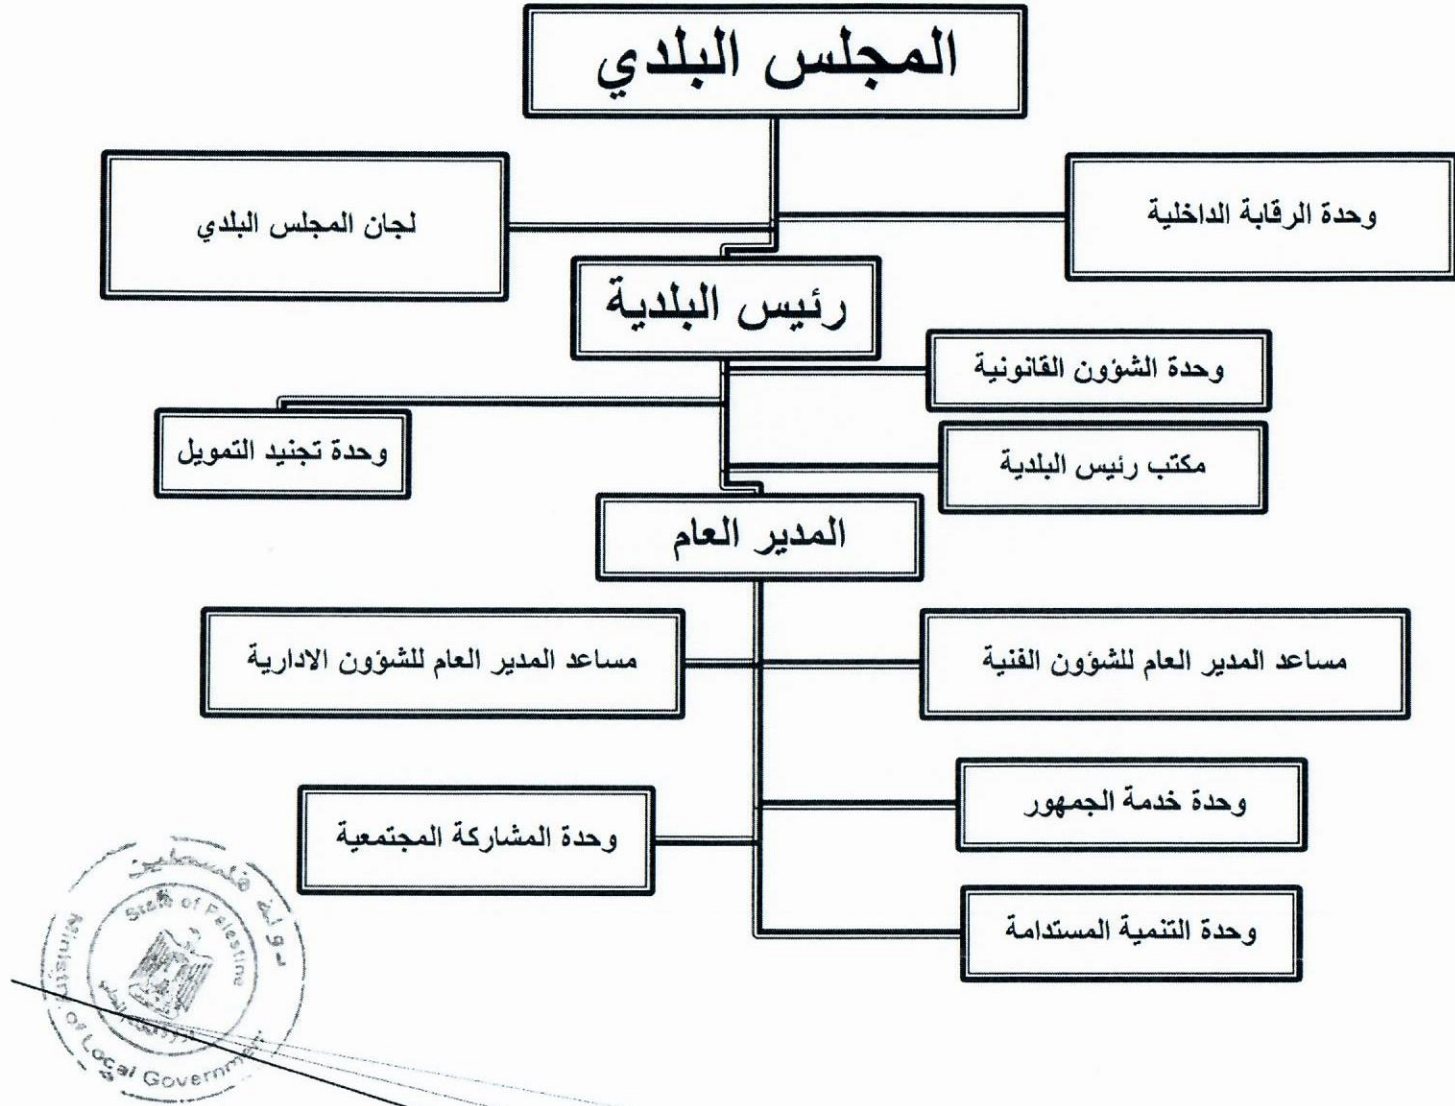 المجلس البلدي
وحدة الرقابة الداخلية
لجان المجلس البلدي
رئيس البلدية
وحدة الشؤون القانونية
وحدة تجنيد التمويل
مكتب رئيس البلدية
المدير العام
مساعد المدير العام للشؤون الفنية
مساعد المدير العام للشؤون الادارية
وحدة خدمة الجمهور
وحدة المشاركة المجتمعية
وحدة التنمية المستدامة
دولة فلسطين
State of Palestine
Ministry of Local Government